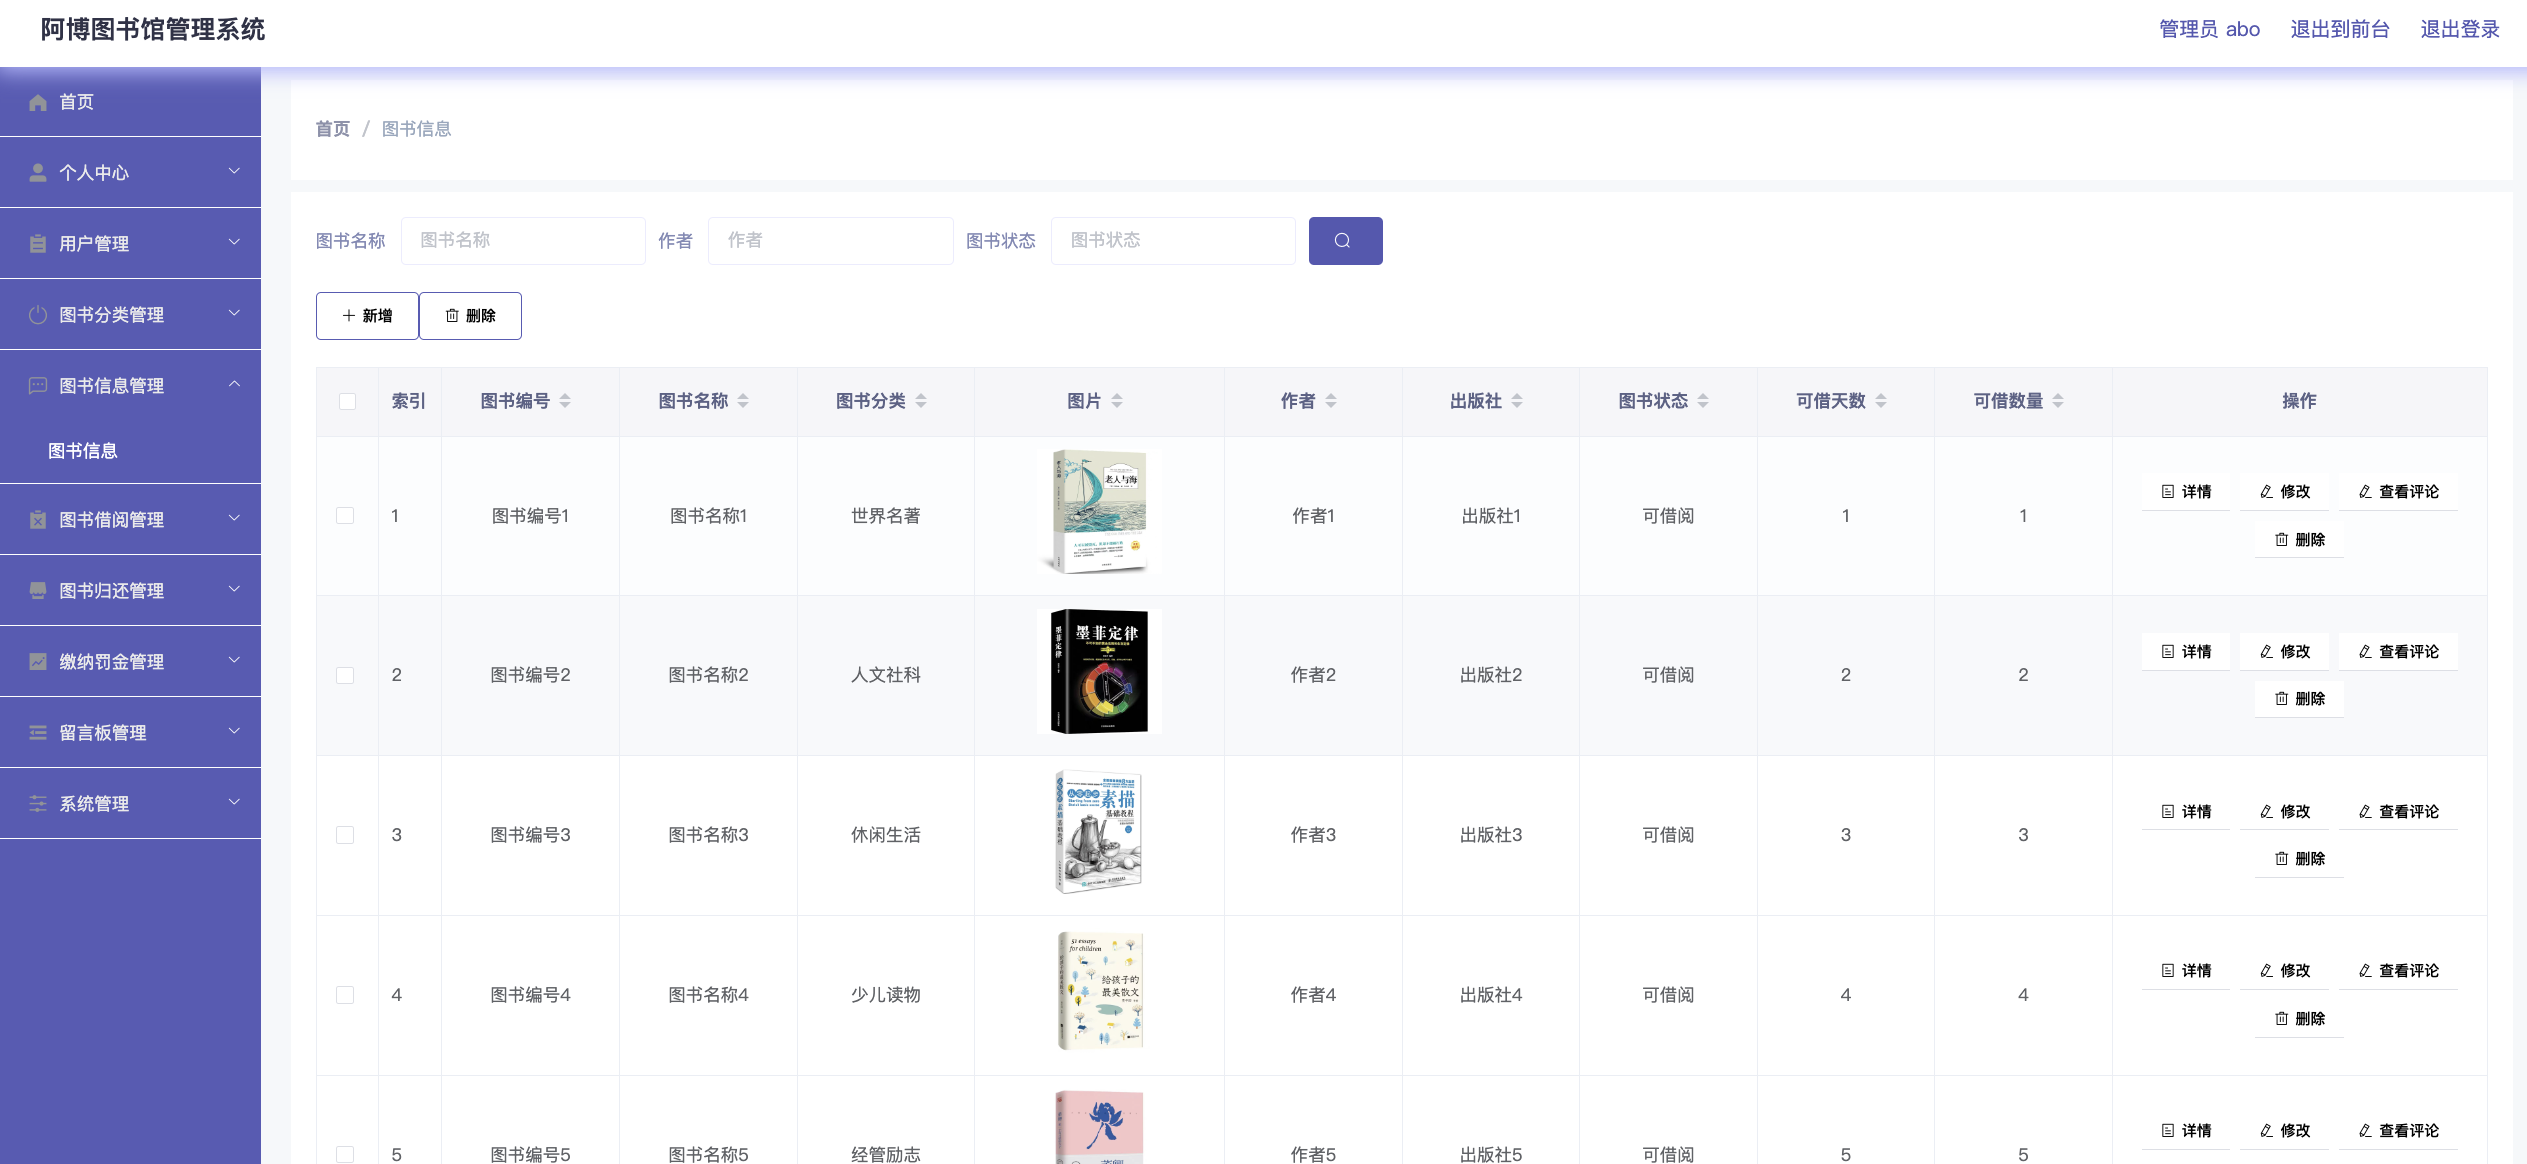 阿博图书馆管理系统
管理员 abo 退出到前台 退出登录
首页
个人中心
用户管理
图书分类管理
图书信息管理
图书信息
图书借阅管理
图书归还管理
缴纳罚金管理
留言板管理
系统管理
首页 / 图书信息
图书名称 图书名称 作者 作者 图书状态 图书状态
新增 删除
索引 图书编号 图书名称 图书分类 图片 作者 出版社 图书状态 可借天数 可借数量 操作
老人与海
老人与海
1 图书编号1 图书名称1 世界名著 作者1 出版社1 可借阅 1 1 详情 修改 查看评论
删除
墨菲定律
墨菲定律
2 图书编号2 图书名称2 人文社科 作者2 出版社2 可借阅 2 2 详情 修改 查看评论
删除
素描
基础教程
3 图书编号3 图书名称3 休闲生活 作者3 出版社3 可借阅 3 3 详情 修改 查看评论
删除
51 essays
for children
给孩子的
最美散文
4 图书编号4 图书名称4 少儿读物 作者4 出版社4 可借阅 4 4 详情 修改 查看评论
删除
5 图书编号5 图书名称5 经管励志 作者5 出版社5 可借阅 5 5 详情 修改 查看评论